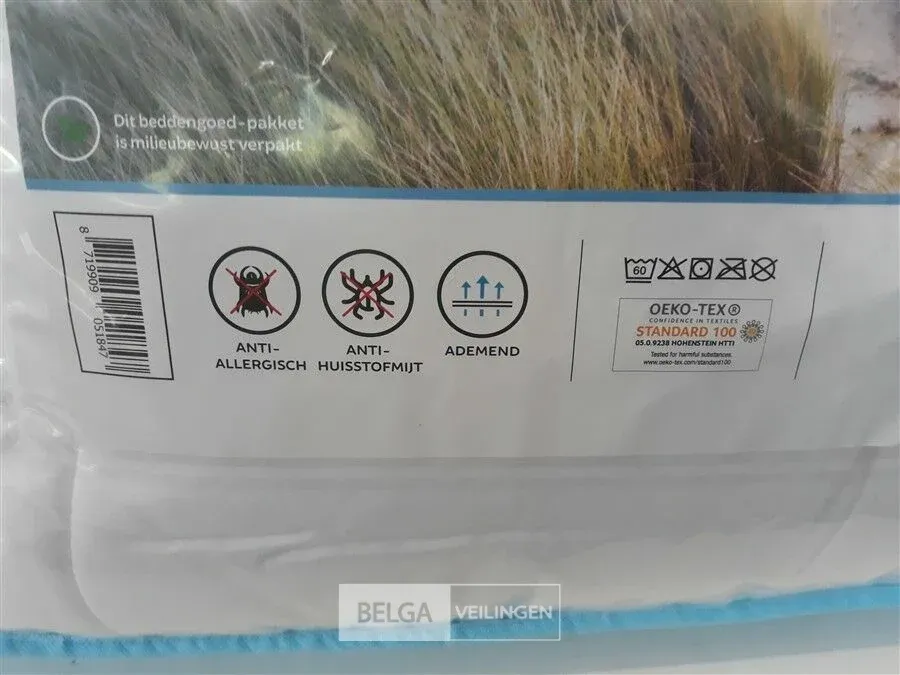 Dit beddengoed-pakket
is milieubewust verpakt
8 719909 051847
ANTI-
ALLERGISCH
ANTI-
HUISSTOFMIJT
ADEMEND
60
OEKO-TEX®
CONFIDENCE IN TEXTILES
STANDARD 100
05.0.9238 HOHENSTEIN HTTI
Tested for harmful substances.
www.oeko-tex.com/standard100
BELGA VEILINGEN